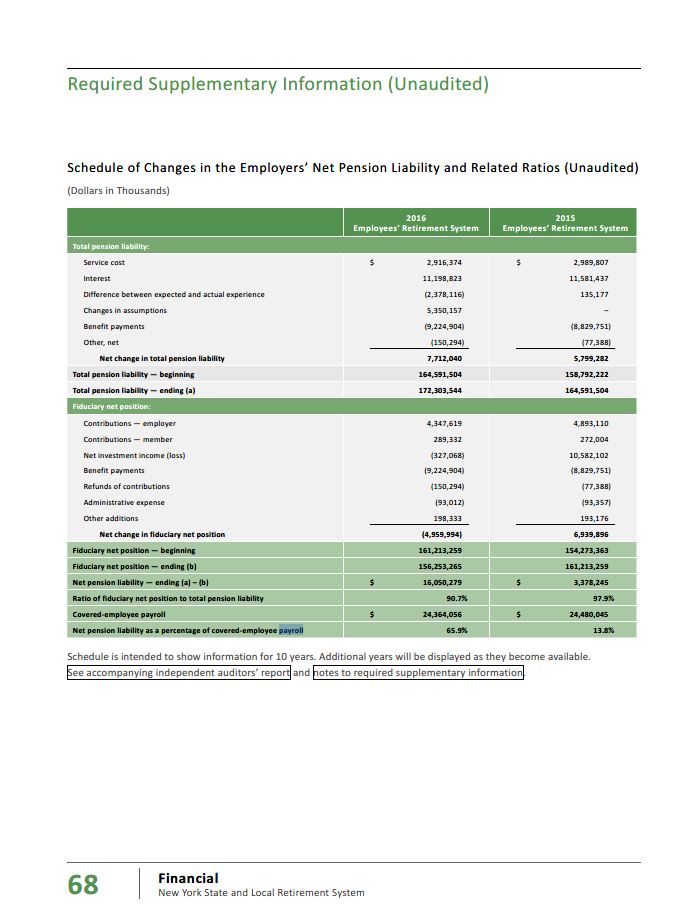 Required Supplementary Information (Unaudited)
Schedule of Changes in the Employers’ Net Pension Liability and Related Ratios (Unaudited)
(Dollars in Thousands)
2016 2015
Employees’ Retirement System Employees’ Retirement System
Total pension liability:
Service cost $ 2,916,374 $ 2,989,807
Interest 11,198,823 11,581,437
Difference between expected and actual experience (2,378,116) 135,177
Changes in assumptions 5,350,157 –
Benefit payments (9,224,904) (8,829,751)
Other, net (150,294) (77,388)
Net change in total pension liability 7,712,040 5,799,282
Total pension liability — beginning 164,591,504 158,792,222
Total pension liability — ending (a) 172,303,544 164,591,504
Fiduciary net position:
Contributions — employer 4,347,619 4,893,110
Contributions — member 289,332 272,004
Net investment income (loss) (327,068) 10,582,102
Benefit payments (9,224,904) (8,829,751)
Refunds of contributions (150,294) (77,388)
Administrative expense (93,012) (93,357)
Other additions 198,333 193,176
Net change in fiduciary net position (4,959,994) 6,939,896
Fiduciary net position — beginning 161,213,259 154,273,363
Fiduciary net position — ending (b) 156,253,265 161,213,259
Net pension liability — ending (a) – (b) $ 16,050,279 $ 3,378,245
Ratio of fiduciary net position to total pension liability 90.7% 97.9%
Covered-employee payroll $ 24,364,056 $ 24,480,045
Net pension liability as a percentage of covered-employee payroll 65.9% 13.8%
Schedule is intended to show information for 10 years. Additional years will be displayed as they become available.
See accompanying independent auditors’ report and notes to required supplementary information.
68 Financial
New York State and Local Retirement System